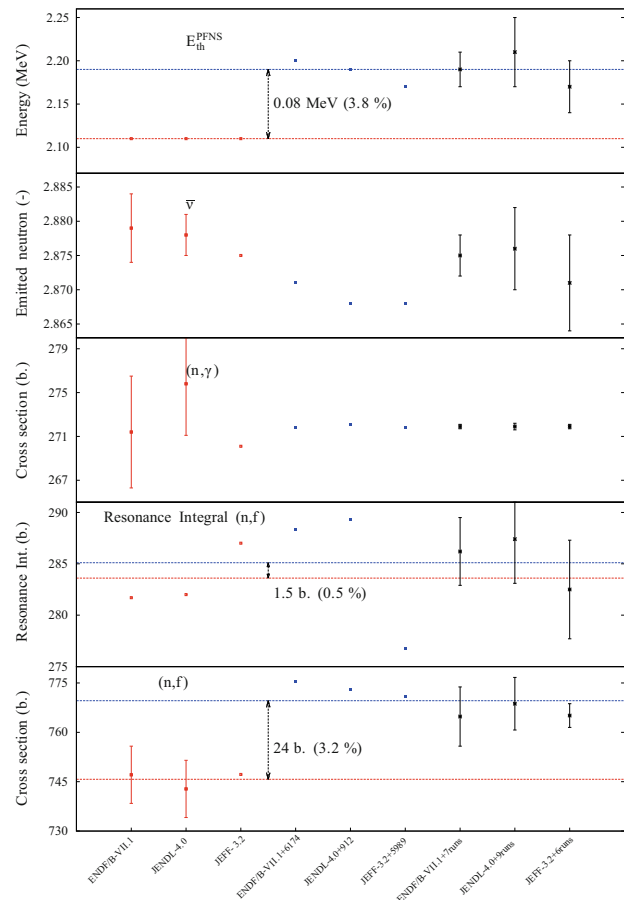 2.20
2.15
2.10
Energy (MeV)
E_th^PFNS
0.08 MeV (3.8 %)
2.885
2.880
2.875
2.870
2.865
Emitted neutron (-)
ν̅
279
275
271
267
Cross section (b.)
(n,γ)
290
285
280
275
Resonance Int. (b.)
Resonance Integral (n,f)
1.5 b. (0.5 %)
775
760
745
730
Cross section (b.)
(n,f)
24 b. (3.2 %)
ENDF/B-VII.1
JENDL-4.0
JEFF-3.2
ENDF/B-VII.1+6174
JENDL-4.0+912
JEFF-3.2+5989
ENDF/B-VII.1+7runs
JENDL-4.0+9runs
JEFF-3.2+6runs